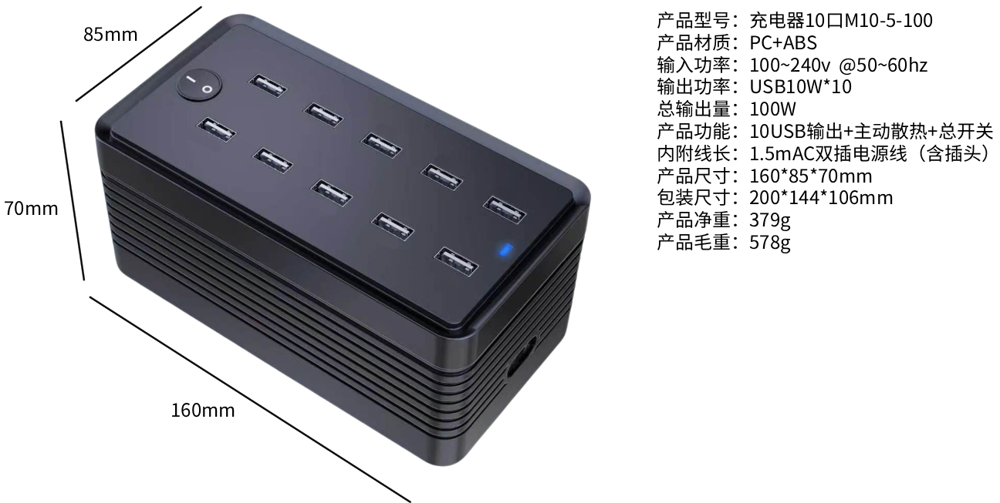 85mm
70mm
160mm
产品型号：充电器10口M10-5-100
产品材质：PC+ABS
输入功率：100~240v @50~60hz
输出功率：USB10W*10
总输出量：100W
产品功能：10USB输出+主动散热+总开关
内附线长：1.5mAC双插电源线（含插头）
产品尺寸：160*85*70mm
包装尺寸：200*144*106mm
产品净重：379g
产品毛重：578g